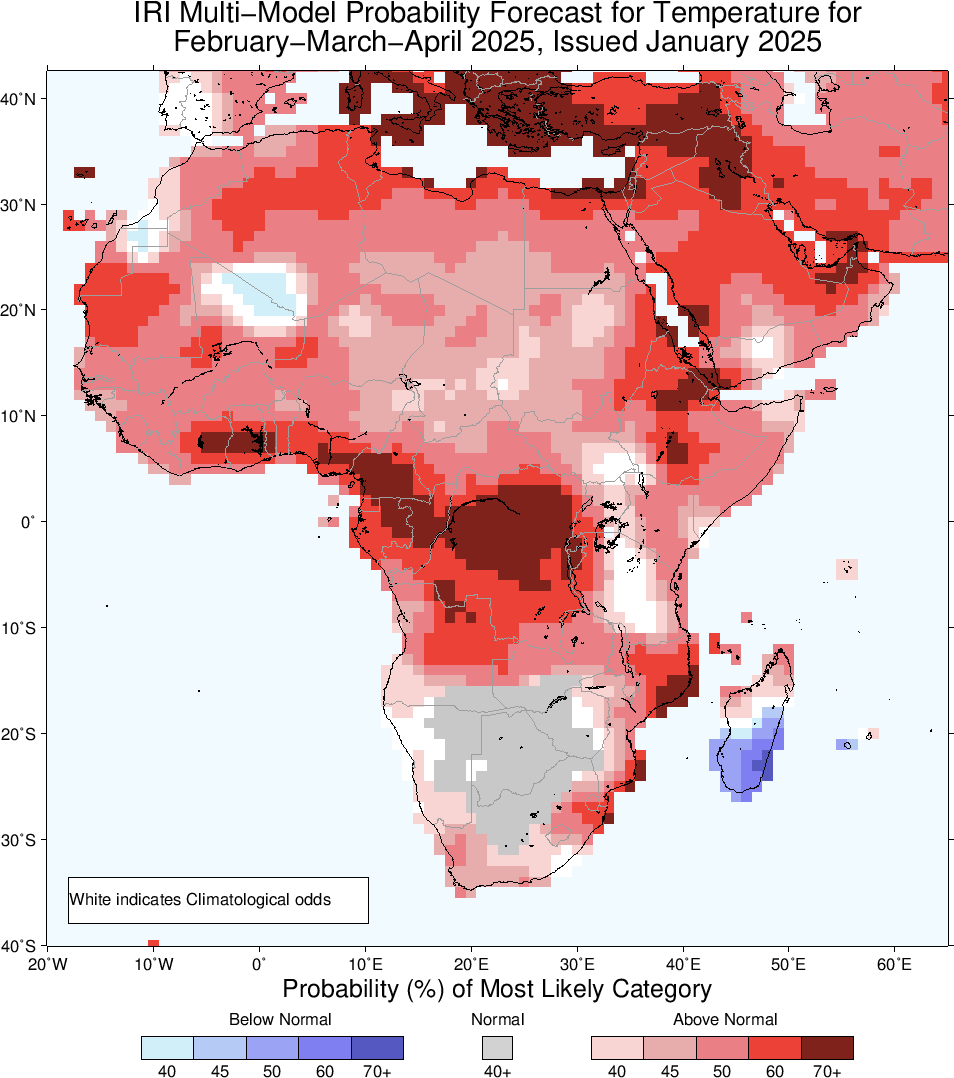 IRI Multi−Model Probability Forecast for Temperature for
February−March−April 2025, Issued January 2025
40˚N
30˚N
20˚N
10˚N
0˚
10˚S
20˚S
30˚S
White indicates Climatological odds
40˚S
20˚W 10˚W 0˚ 10˚E 20˚E 30˚E 40˚E 50˚E 60˚E
Probability (%) of Most Likely Category
Below Normal Normal Above Normal
40 45 50 60 70+ 40+ 40 45 50 60 70+